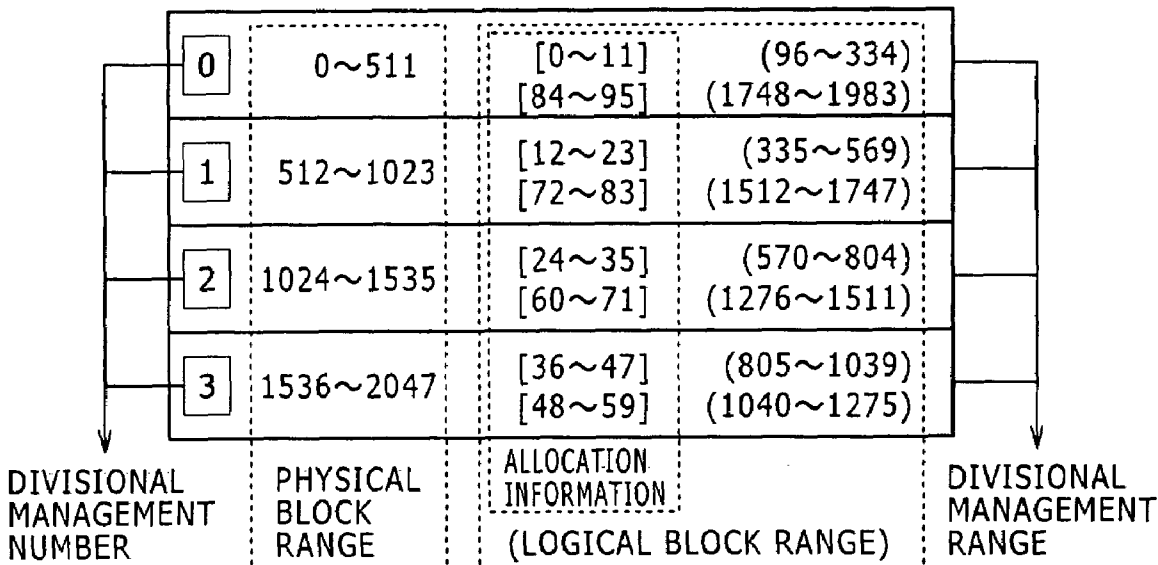 0 0～511 [0～11] (96～334)
[84～95] (1748～1983)
1 512～1023 [12～23] (335～569)
[72～83] (1512～1747)
2 1024～1535 [24～35] (570～804)
[60～71] (1276～1511)
3 1536～2047 [36～47] (805～1039)
[48～59] (1040～1275)
DIVISIONAL
MANAGEMENT
NUMBER
PHYSICAL
BLOCK
RANGE
ALLOCATION
INFORMATION
(LOGICAL BLOCK RANGE)
DIVISIONAL
MANAGEMENT
RANGE